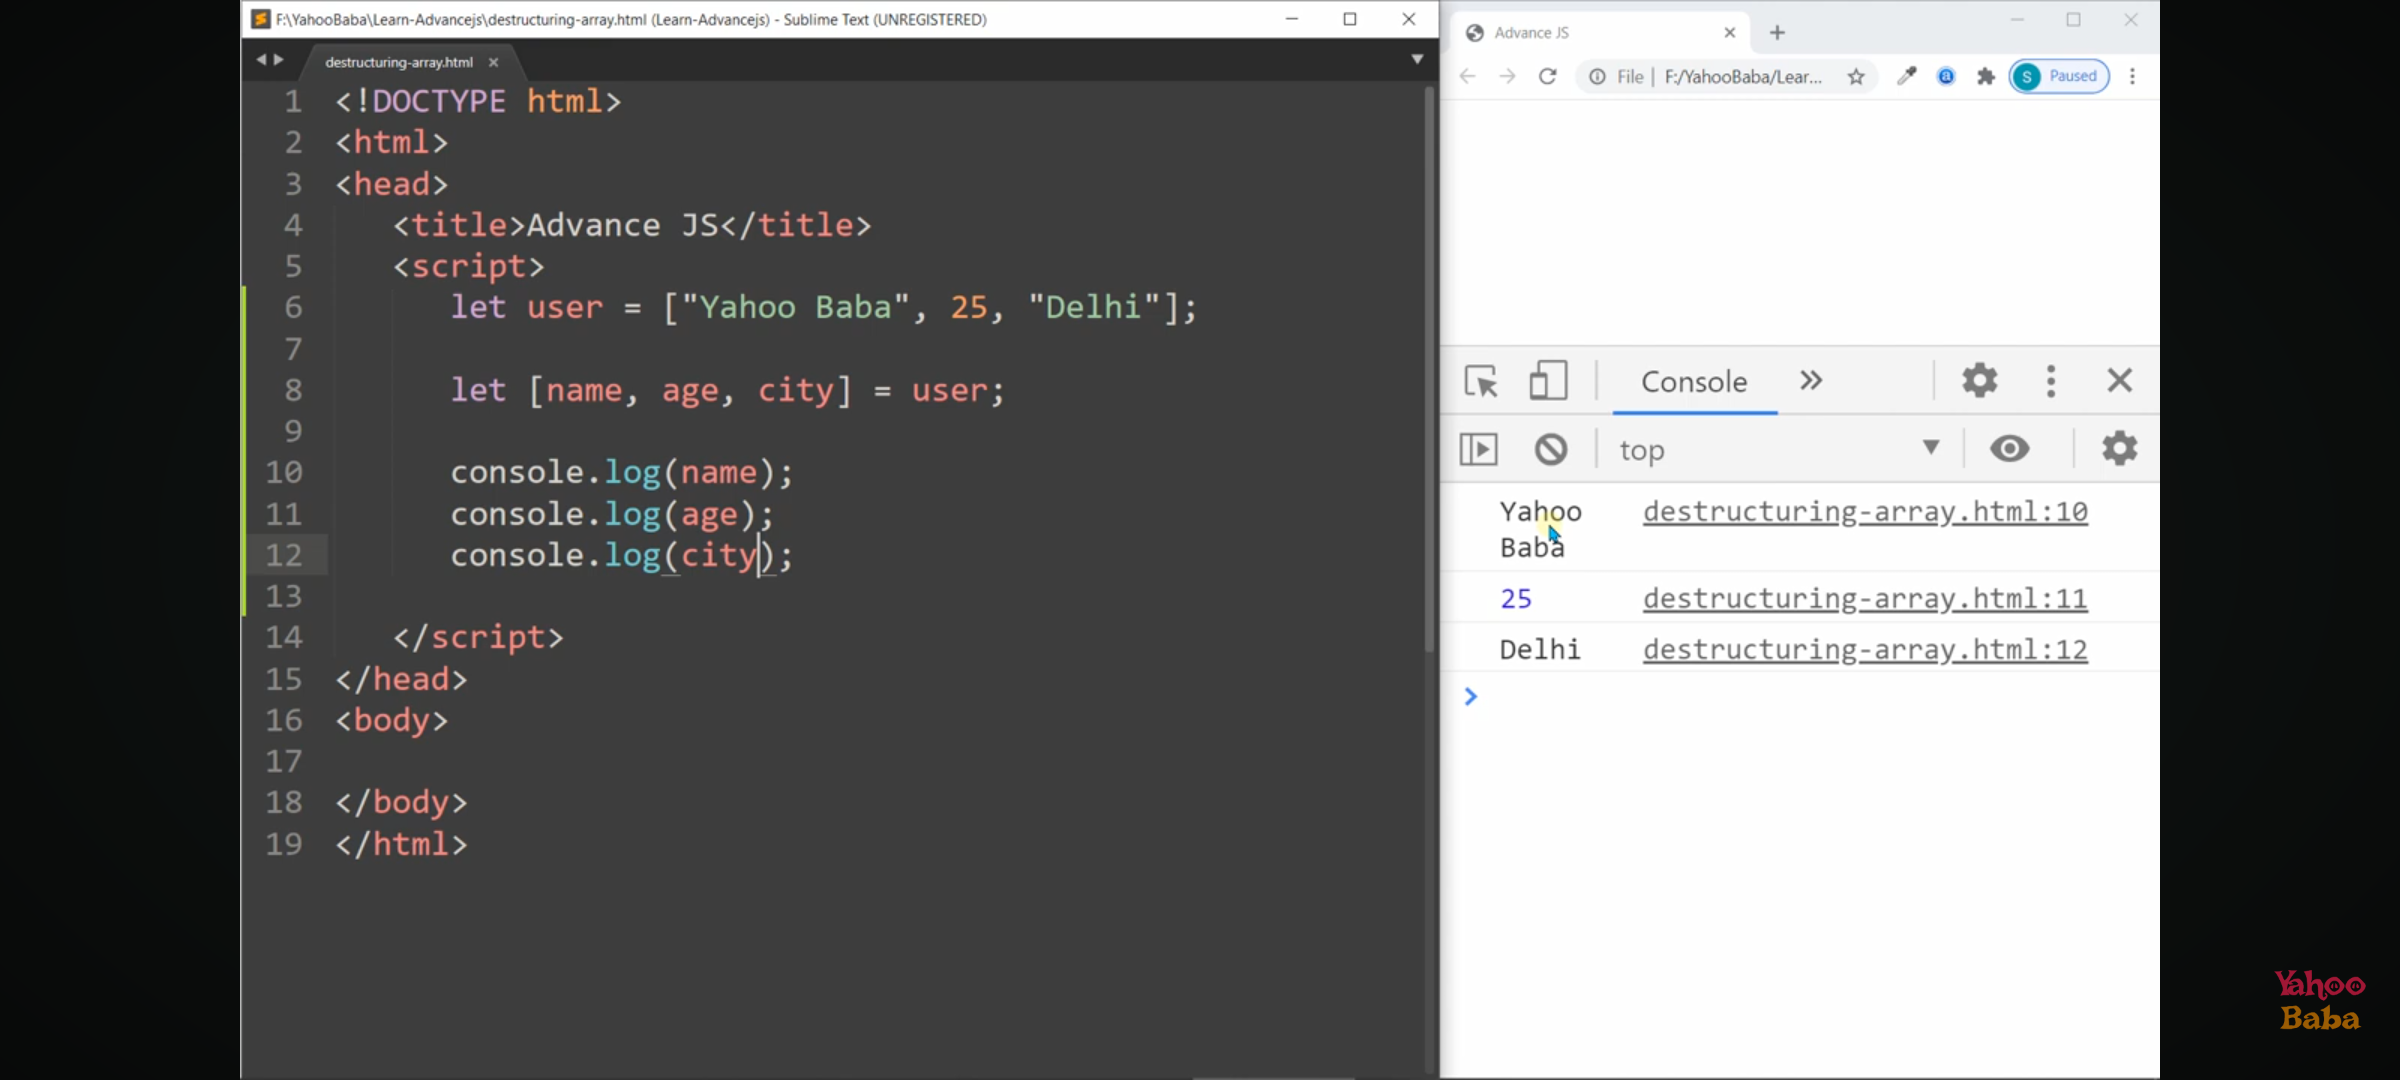 F:\YahooBaba\Learn-Advancejs\destructuring-array.html (Learn-Advancejs) - Sublime Text (UNREGISTERED)
destructuring-array.html
1 <!DOCTYPE html>
2 <html>
3 <head>
4 <title>Advance JS</title>
5 <script>
6 let user = ["Yahoo Baba", 25, "Delhi"];
7
8 let [name, age, city] = user;
9
10 console.log(name);
11 console.log(age);
12 console.log(city);
13
14 </script>
15 </head>
16 <body>
17
18 </body>
19 </html>
Advance JS
File | F:/YahooBaba/Lear...
S Paused
Console
top
Yahoo Baba destructuring-array.html:10
25 destructuring-array.html:11
Delhi destructuring-array.html:12
Yahoo
Baba